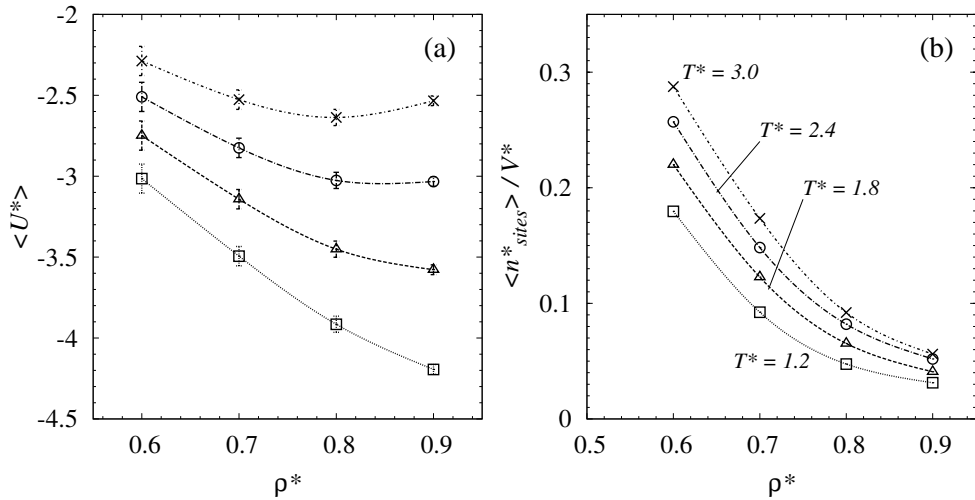 (a)
-2
-2.5
-3
-3.5
-4
-4.5
<U*>
0.6
0.7
0.8
0.9
ρ*
(b)
0.3
0.2
0.1
0
<n*sites> / V*
T* = 3.0
T* = 2.4
T* = 1.8
T* = 1.2
0.5
0.6
0.7
0.8
0.9
ρ*